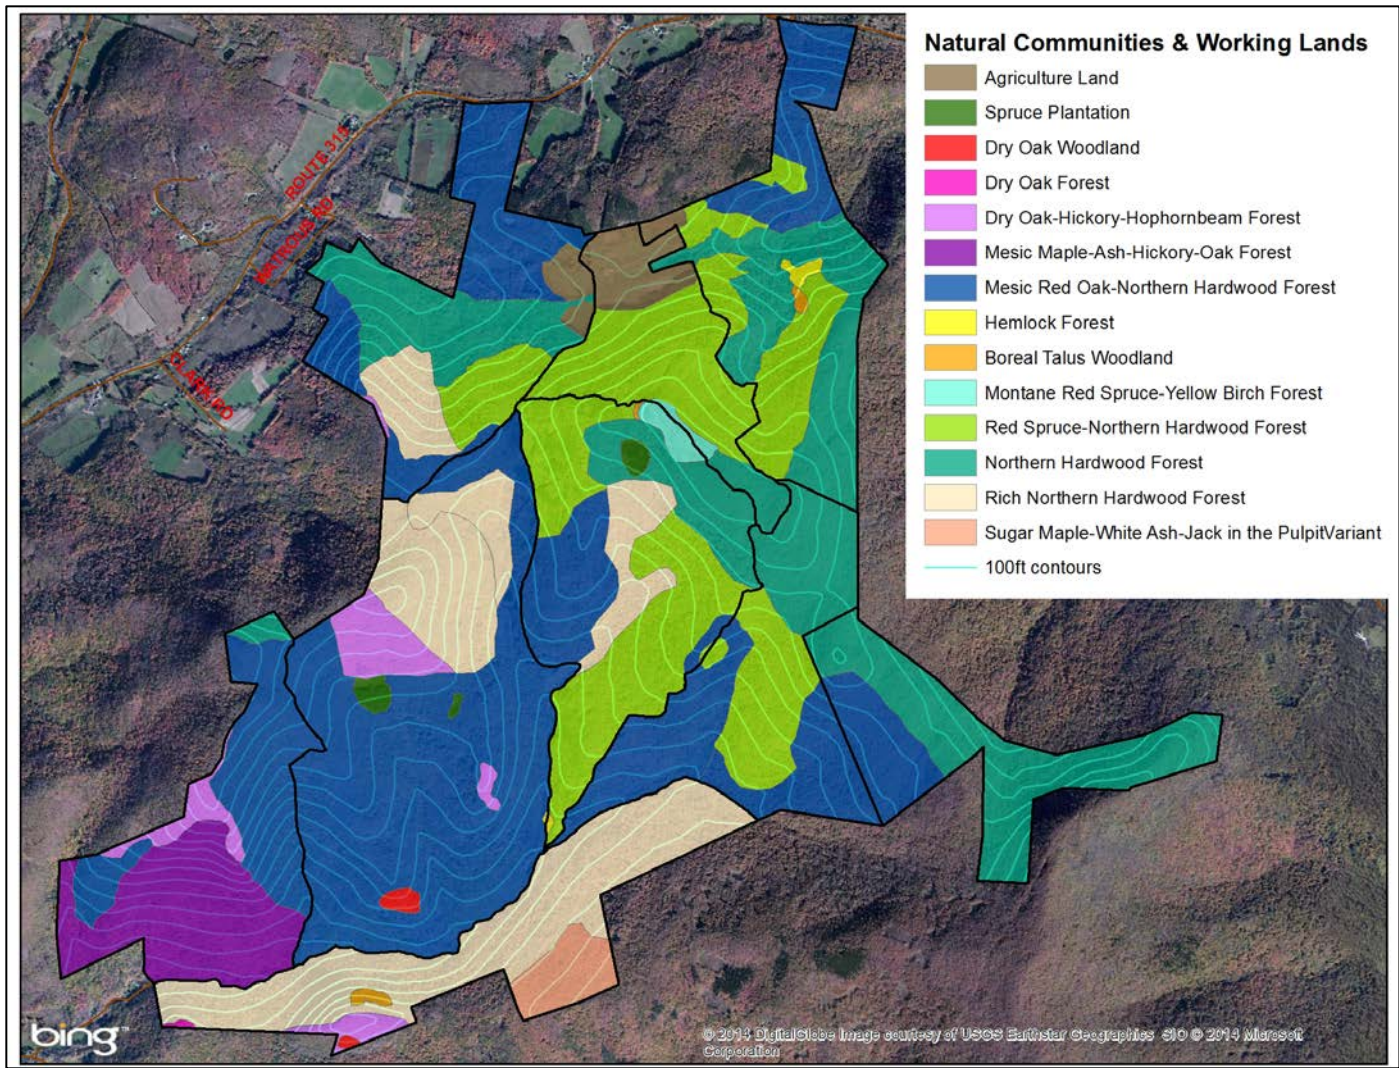 Natural Communities & Working Lands
Agriculture Land
Spruce Plantation
Dry Oak Woodland
Dry Oak Forest
Dry Oak-Hickory-Hophornbeam Forest
Mesic Maple-Ash-Hickory-Oak Forest
Mesic Red Oak-Northern Hardwood Forest
Hemlock Forest
Boreal Talus Woodland
Montane Red Spruce-Yellow Birch Forest
Red Spruce-Northern Hardwood Forest
Northern Hardwood Forest
Rich Northern Hardwood Forest
Sugar Maple-White Ash-Jack in the PulpitVariant
100ft contours
ROUTE 315
RD
CLARK RD
bing™
© 2014 DigitalGlobe Image courtesy of USGS Earthstar Geographics SIO © 2014 Microsoft
Corporation